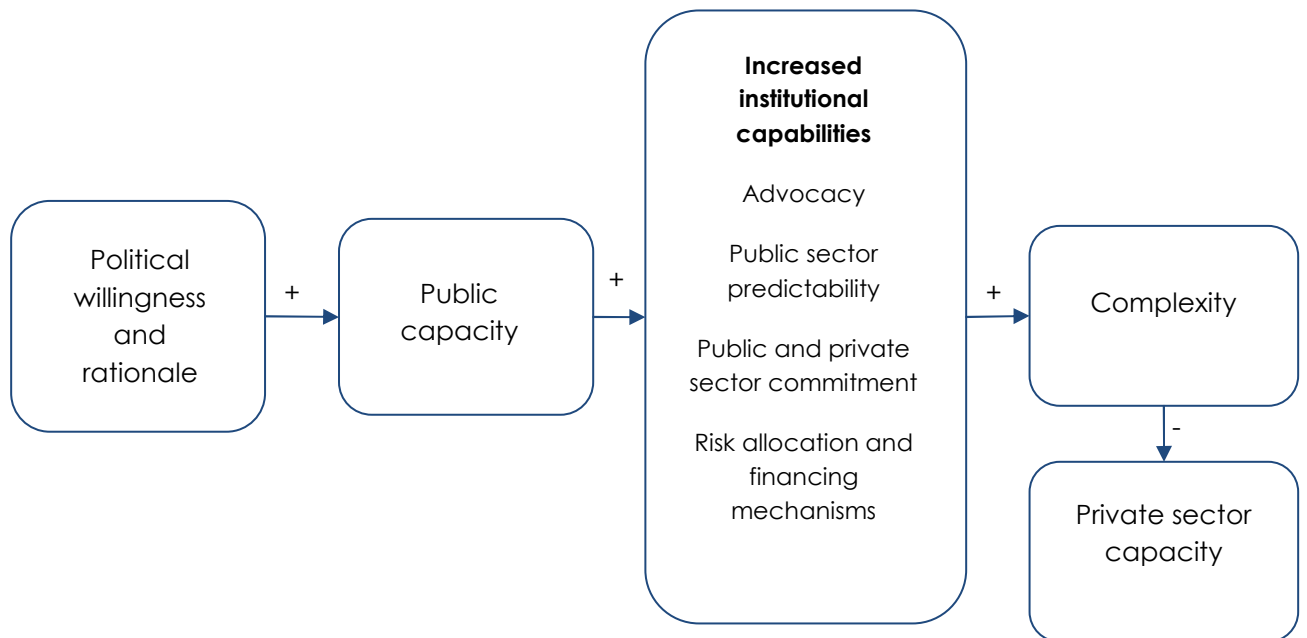 Political
willingness
and
rationale
+
Public
capacity
+
Increased
institutional
capabilities
Advocacy
Public sector
predictability
Public and private
sector commitment
Risk allocation and
financing
mechanisms
+
Complexity
-
Private sector
capacity